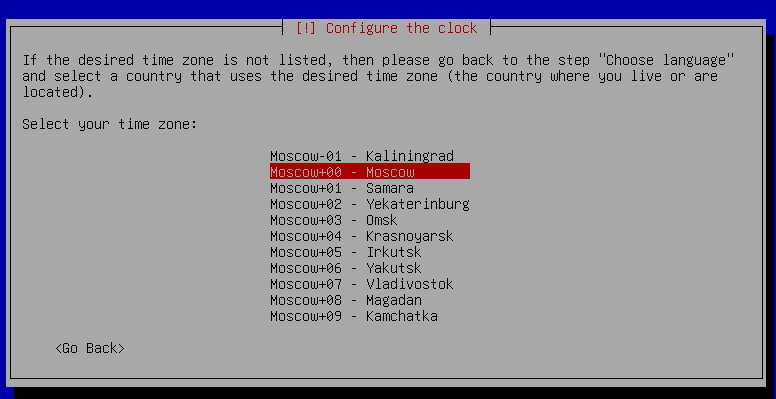 [!] Configure the clock
If the desired time zone is not listed, then please go back to the step "Choose language"
and select a country that uses the desired time zone (the country where you live or are
located).
Select your time zone:
Moscow-01 - Kaliningrad
Moscow+00 - Moscow
Moscow+01 - Samara
Moscow+02 - Yekaterinburg
Moscow+03 - Omsk
Moscow+04 - Krasnoyarsk
Moscow+05 - Irkutsk
Moscow+06 - Yakutsk
Moscow+07 - Vladivostok
Moscow+08 - Magadan
Moscow+09 - Kamchatka
<Go Back>